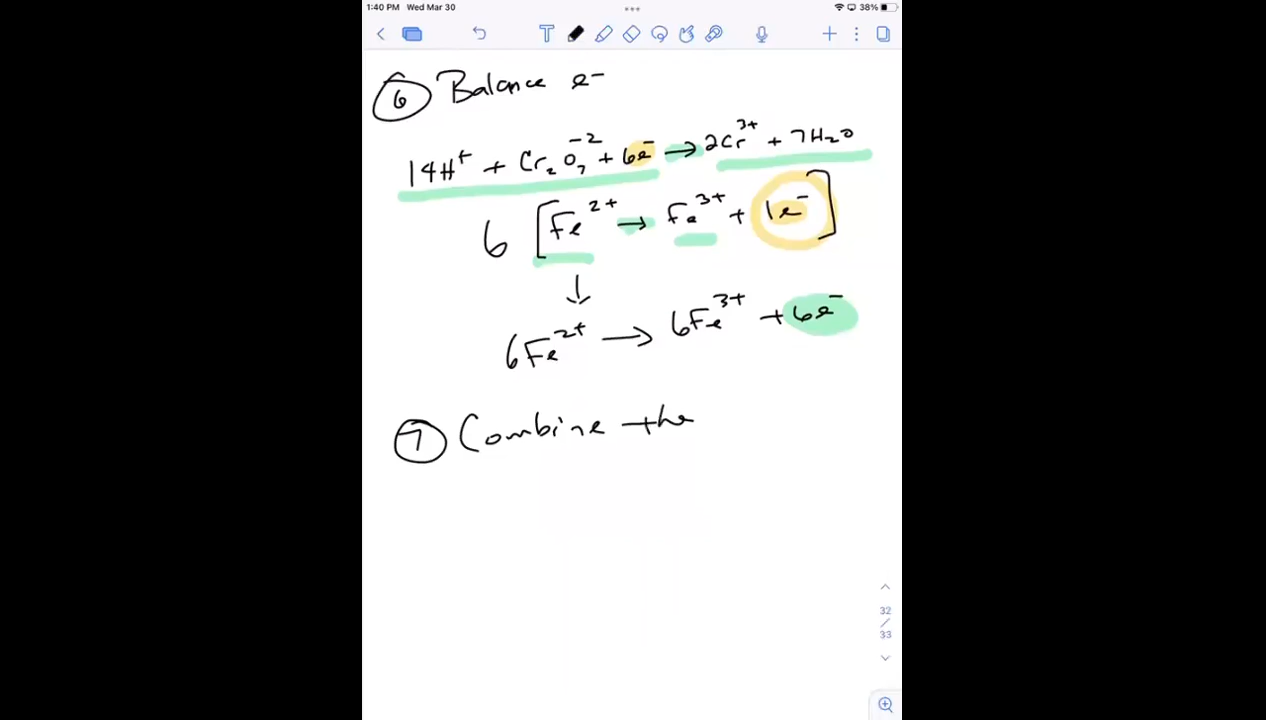 1:40 PM Wed Mar 30 38%
6 Balance e⁻
14H⁺ + Cr₂O₇⁻² + 6e⁻ → 2Cr³⁺ + 7H₂O
6 [Fe²⁺ → Fe³⁺ + 1e⁻]
↓
6Fe²⁺ → 6Fe³⁺ + 6e⁻
7 Combine the
32
/
33